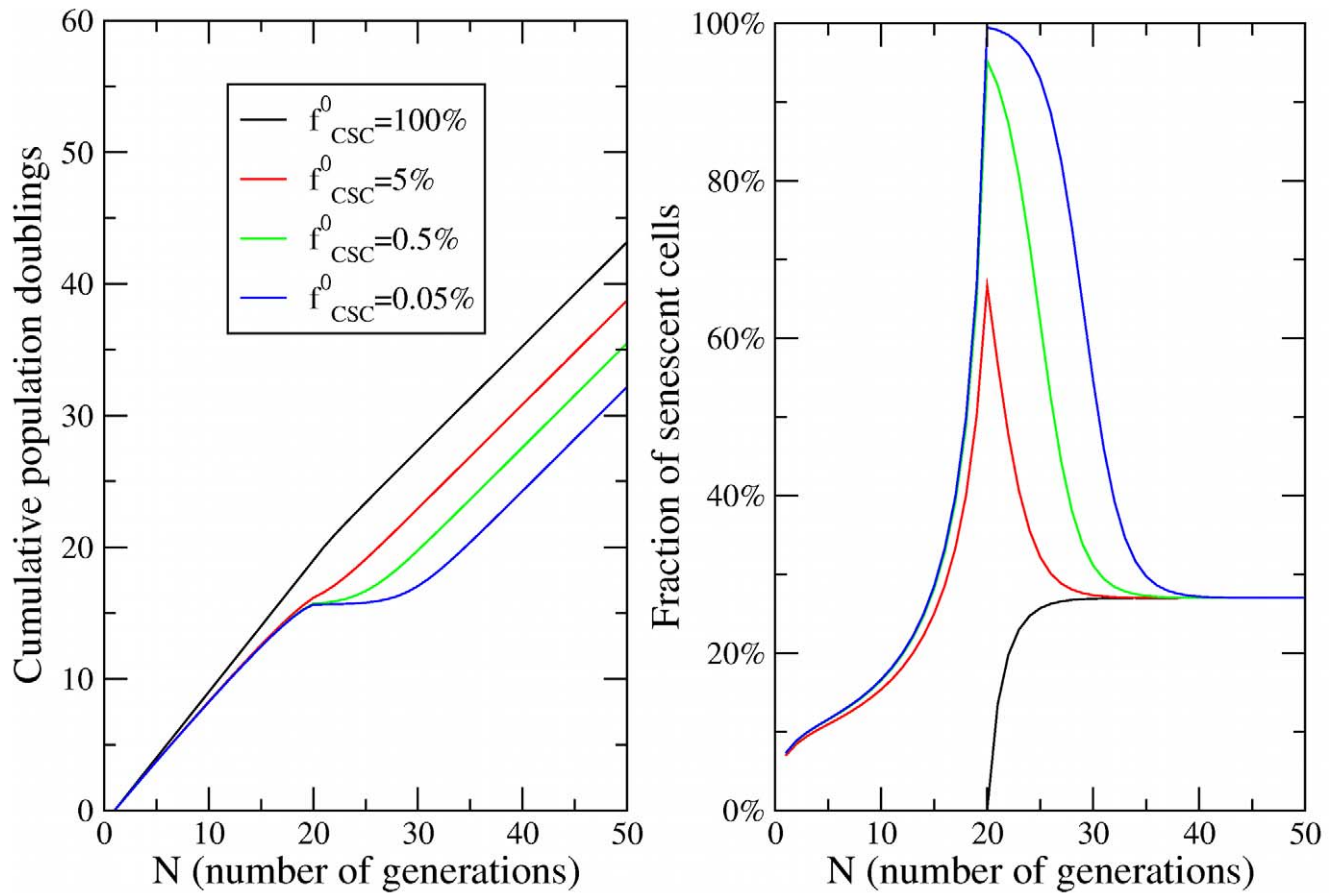 Cumulative population doublings
60
50
40
30
20
10
0
0 10 20 30 40 50
N (number of generations)
f⁰CSC=100%
f⁰CSC=5%
f⁰CSC=0.5%
f⁰CSC=0.05%
Fraction of senescent cells
100%
80%
60%
40%
20%
0%
0 10 20 30 40 50
N (number of generations)